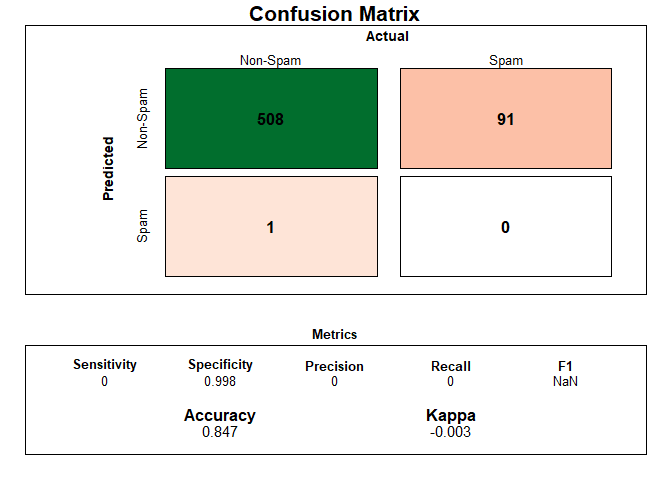 Confusion Matrix
Actual
Non-Spam Spam
Predicted
Non-Spam
508 91
Spam
1 0
Metrics
Sensitivity Specificity Precision Recall F1
0 0.998 0 0 NaN
Accuracy Kappa
0.847 -0.003